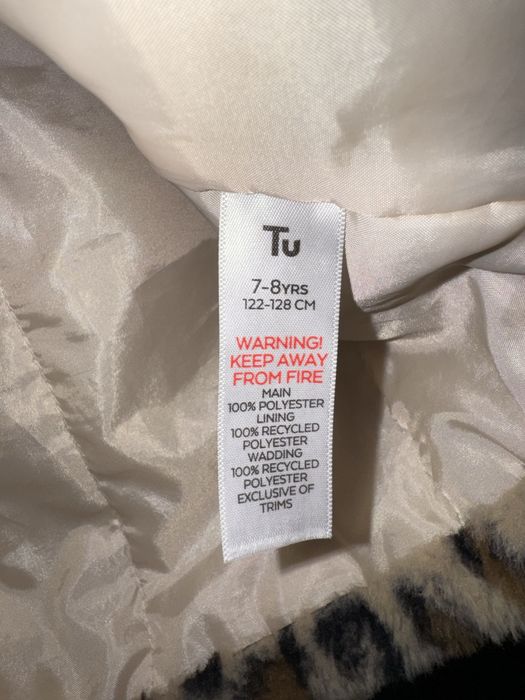 Tu
7-8YRS
122-128 CM
WARNING!
KEEP AWAY
FROM FIRE
MAIN
100% POLYESTER
LINING
100% RECYCLED
POLYESTER
WADDING
100% RECYCLED
POLYESTER
EXCLUSIVE OF
TRIMS